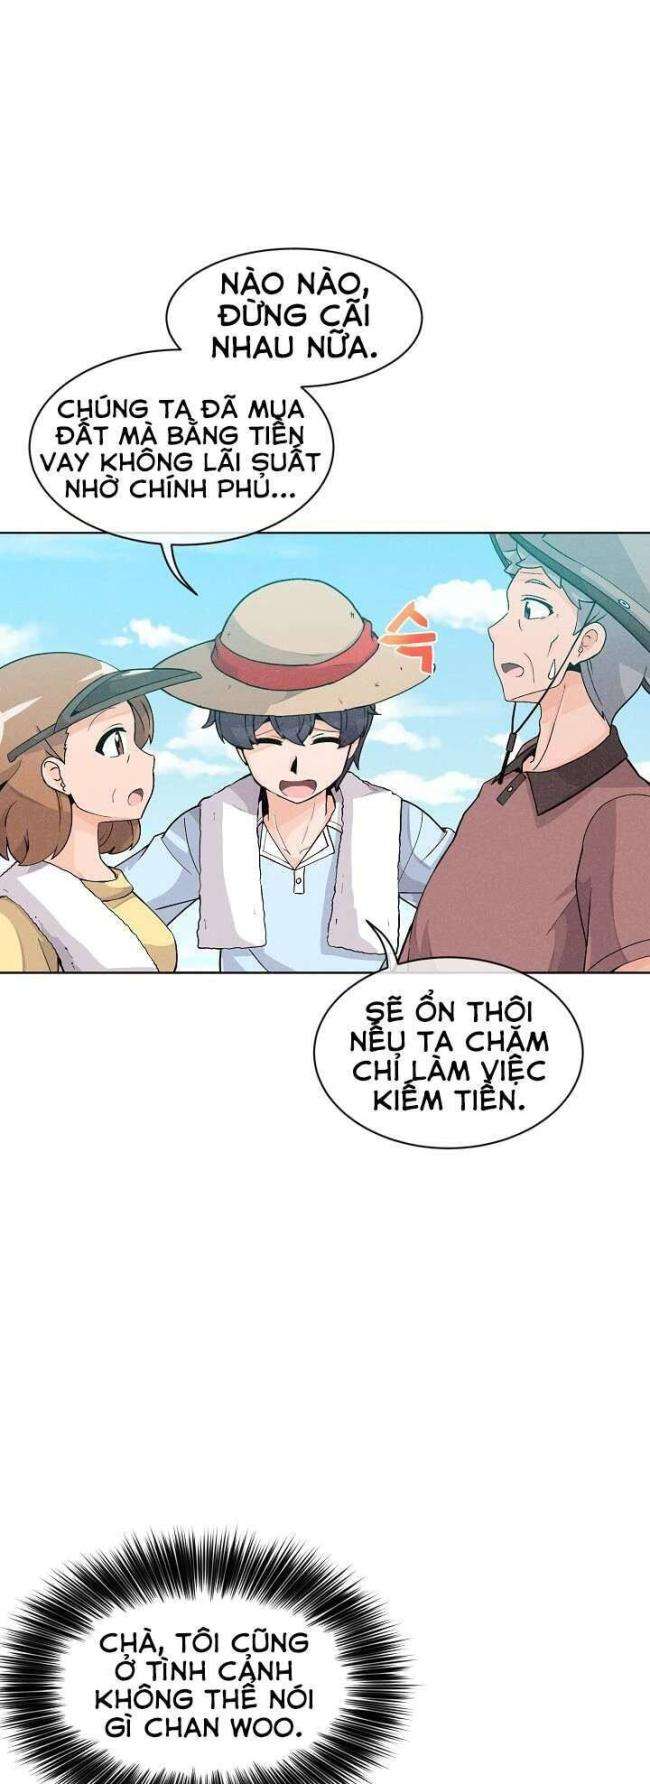 NÀO NÀO,
ĐỪNG CÃI
NHAU NỮA.
CHÚNG TA ĐÃ MUA
ĐẤT MÀ BẰNG TIỀN
VAY KHÔNG LÃI SUẤT
NHỜ CHÍNH PHỦ...
속
SẼ ỔN THÔI
NẾU TA CHĂM
CHỈ LÀM VIỆC
KIẾM TIỀN.
CHÀ, TÔI CŨNG
Ở TÌNH CẢNH
KHÔNG THỂ NÓI
GÌ CHAN WOO.